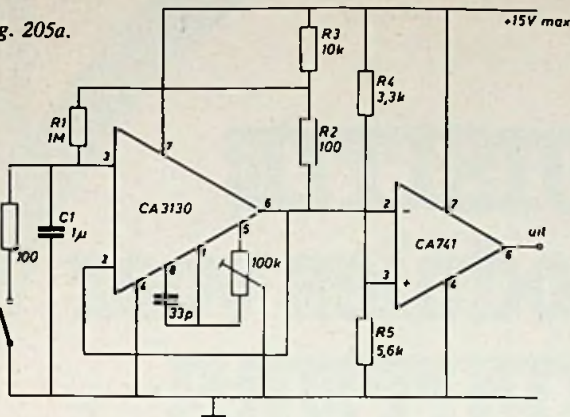 g. 205a.
+15V max
R3
10k
R4
3,3k
R1
1M
R2
100
7
7
3
CA3130
6
2
-
CA741
6
uit
C1
1µ
100
2
5
100k
1
8
4
33p
3
+
4
R5
5,6k